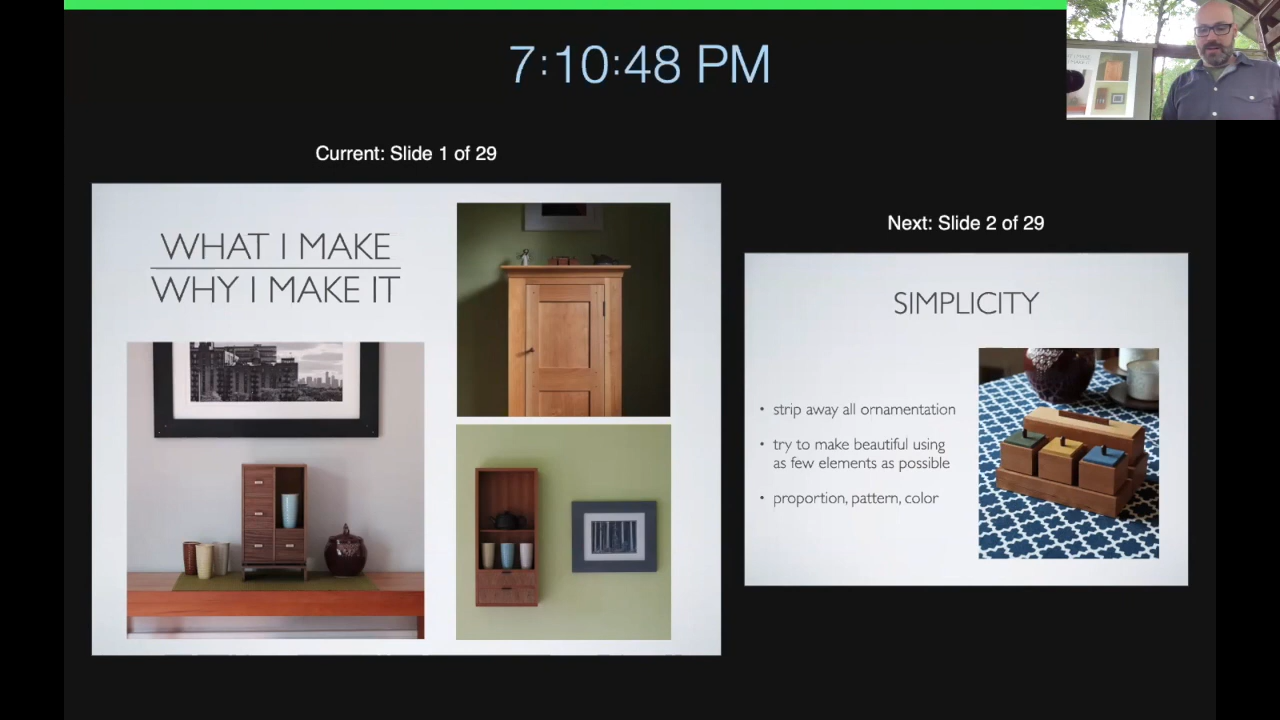 7:10:48 PM
Current: Slide 1 of 29
WHAT I MAKE
WHY I MAKE IT
Next: Slide 2 of 29
SIMPLICITY
• strip away all ornamentation
• try to make beautiful using
as few elements as possible
• proportion, pattern, color